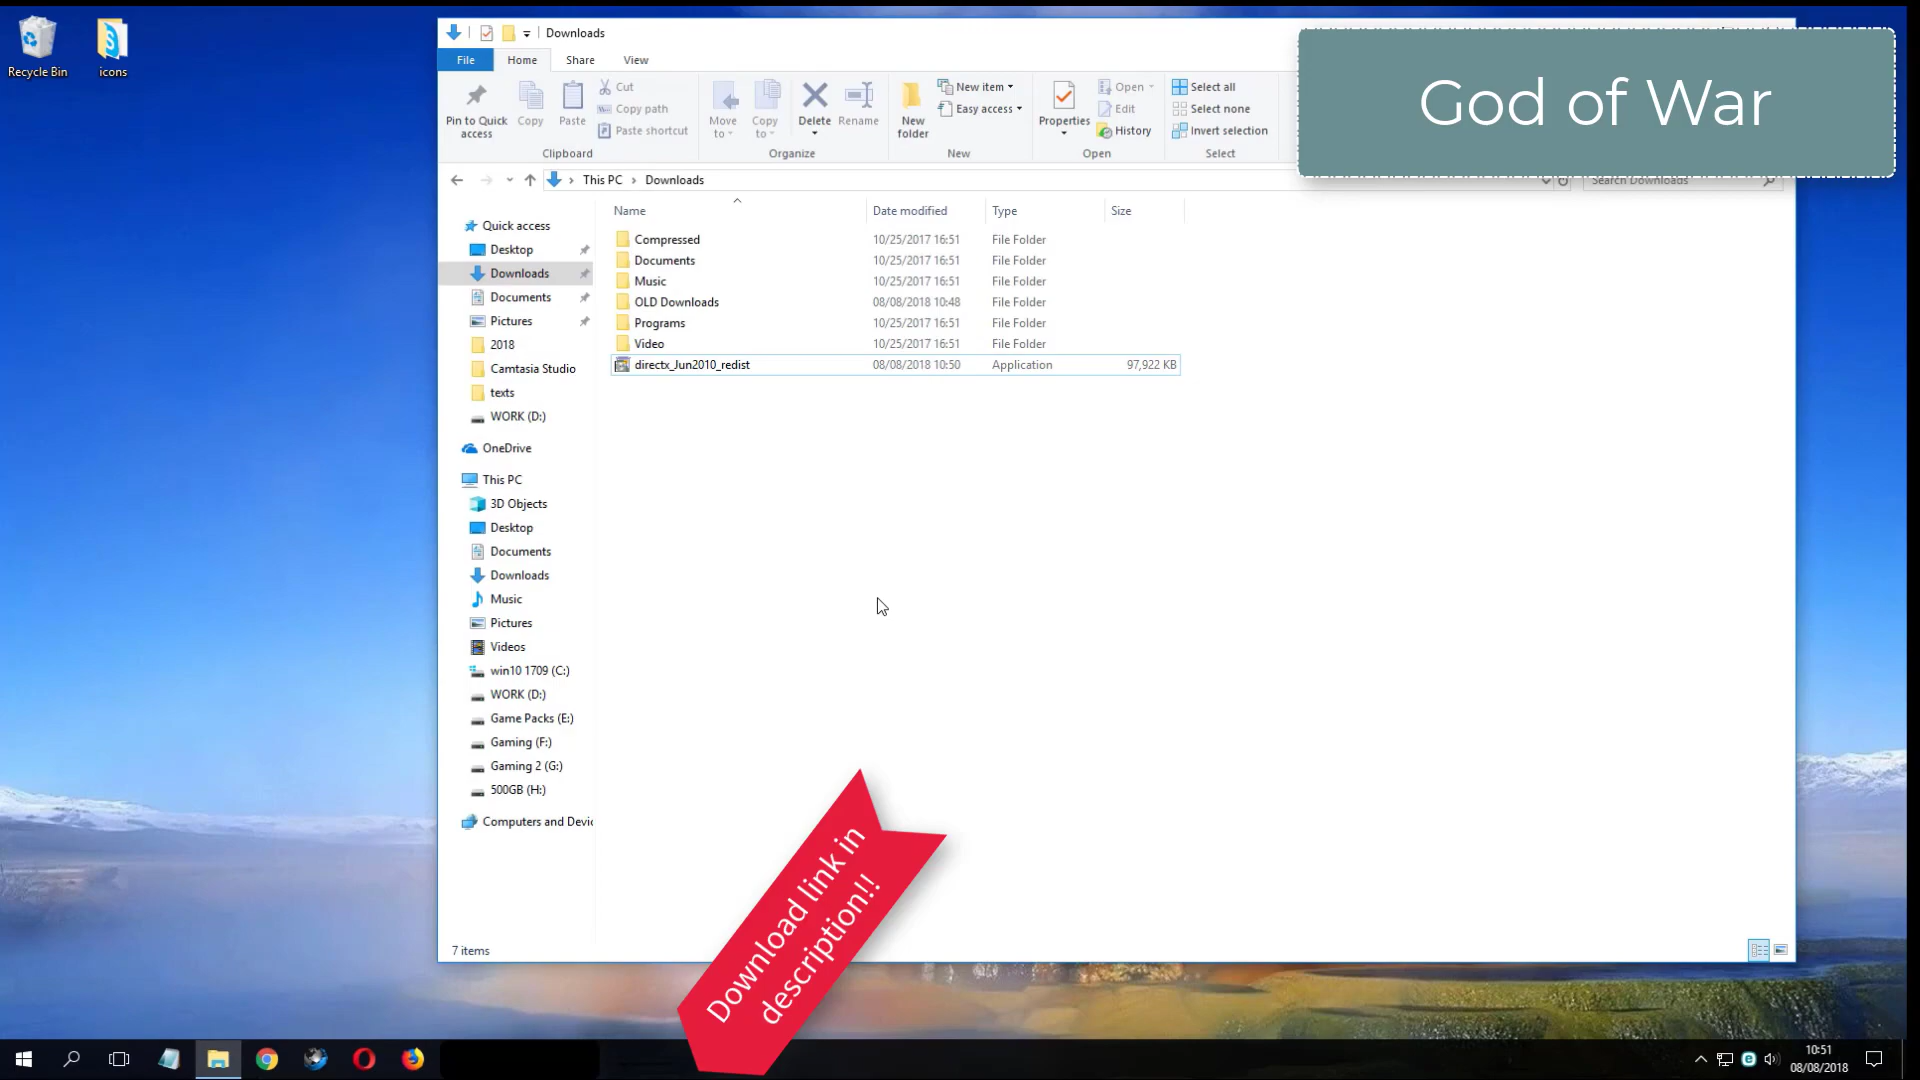 Recycle Bin
icons
Downloads
File Home Share View
Pin to Quick access
Copy
Paste
Cut
Copy path
Paste shortcut
Clipboard
Move to
Copy to
Delete
Rename
Organize
New folder
New item
Easy access
New
Properties
Open
Edit
History
Open
Select all
Select none
Invert selection
Select
God of War
This PC > Downloads
Search Downloads
Name Date modified Type Size
Compressed 10/25/2017 16:51 File Folder
Documents 10/25/2017 16:51 File Folder
Music 10/25/2017 16:51 File Folder
OLD Downloads 08/08/2018 10:48 File Folder
Programs 10/25/2017 16:51 File Folder
Video 10/25/2017 16:51 File Folder
directx_Jun2010_redist 08/08/2018 10:50 Application 97,922 KB
Quick access
Desktop
Downloads
Documents
Pictures
2018
Camtasia Studio
texts
WORK (D:)
OneDrive
This PC
3D Objects
Desktop
Documents
Downloads
Music
Pictures
Videos
win10 1709 (C:)
WORK (D:)
Game Packs (E:)
Gaming (F:)
Gaming 2 (G:)
500GB (H:)
Computers and Devic
7 items
Download link in
description!!
10:51
08/08/2018